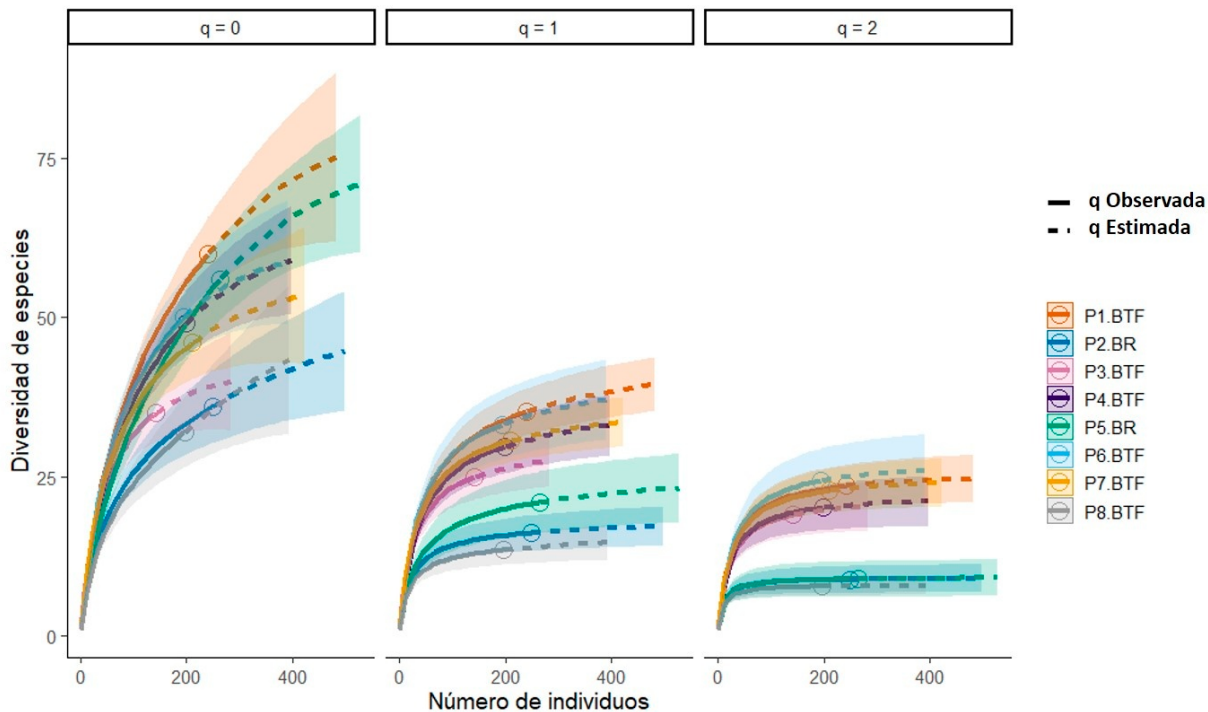 q = 0 q = 1 q = 2
75
50
25
0
Diversidad de especies
0 200 400 0 200 400 0 200 400
Número de individuos
q Observada
q Estimada
P1.BTF
P2.BR
P3.BTF
P4.BTF
P5.BR
P6.BTF
P7.BTF
P8.BTF